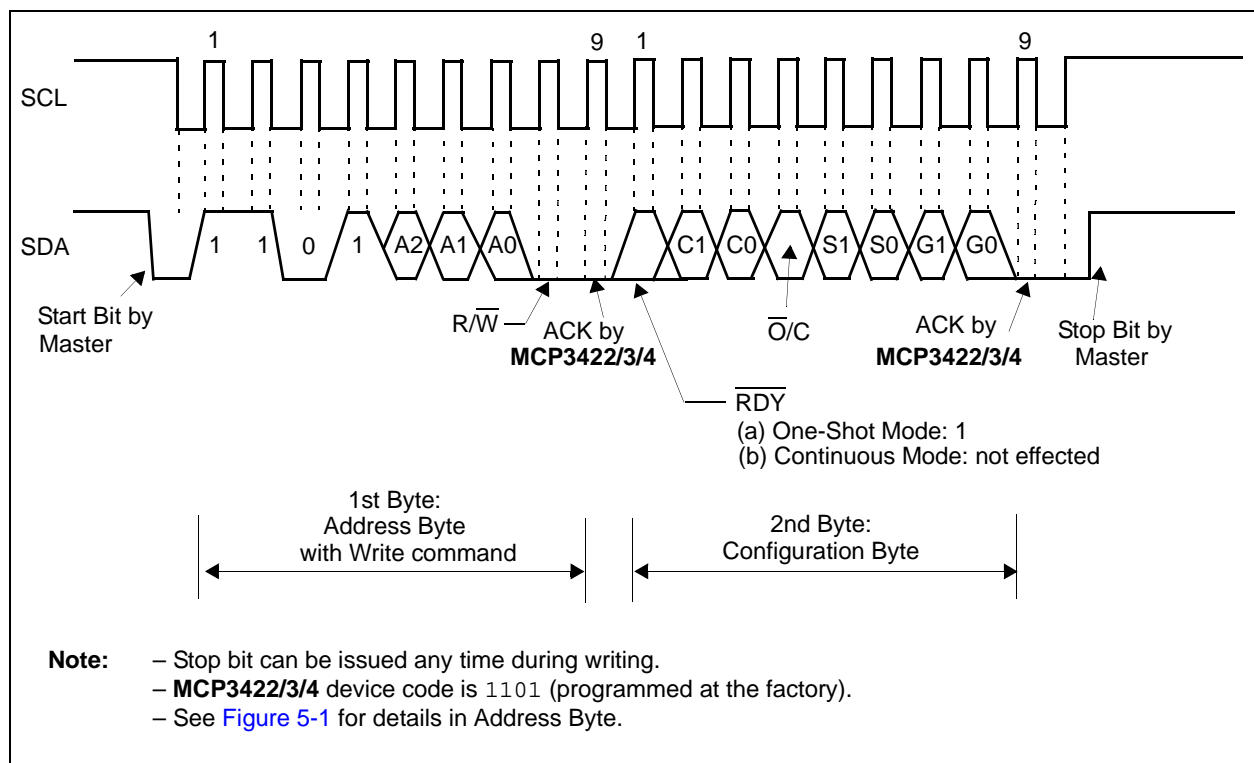 1 9 1 9
SCL
SDA
1 1 0 1 A2 A1 A0 C1 C0 S1 S0 G1 G0
Start Bit by
Master
R/W̅
ACK by
MCP3422/3/4
O̅/C
ACK by
MCP3422/3/4
Stop Bit by
Master
R̅D̅Y̅
(a) One-Shot Mode: 1
(b) Continuous Mode: not effected
1st Byte:
Address Byte
with Write command
2nd Byte:
Configuration Byte
Note: – Stop bit can be issued any time during writing.
– MCP3422/3/4 device code is 1101 (programmed at the factory).
– See Figure 5-1 for details in Address Byte.